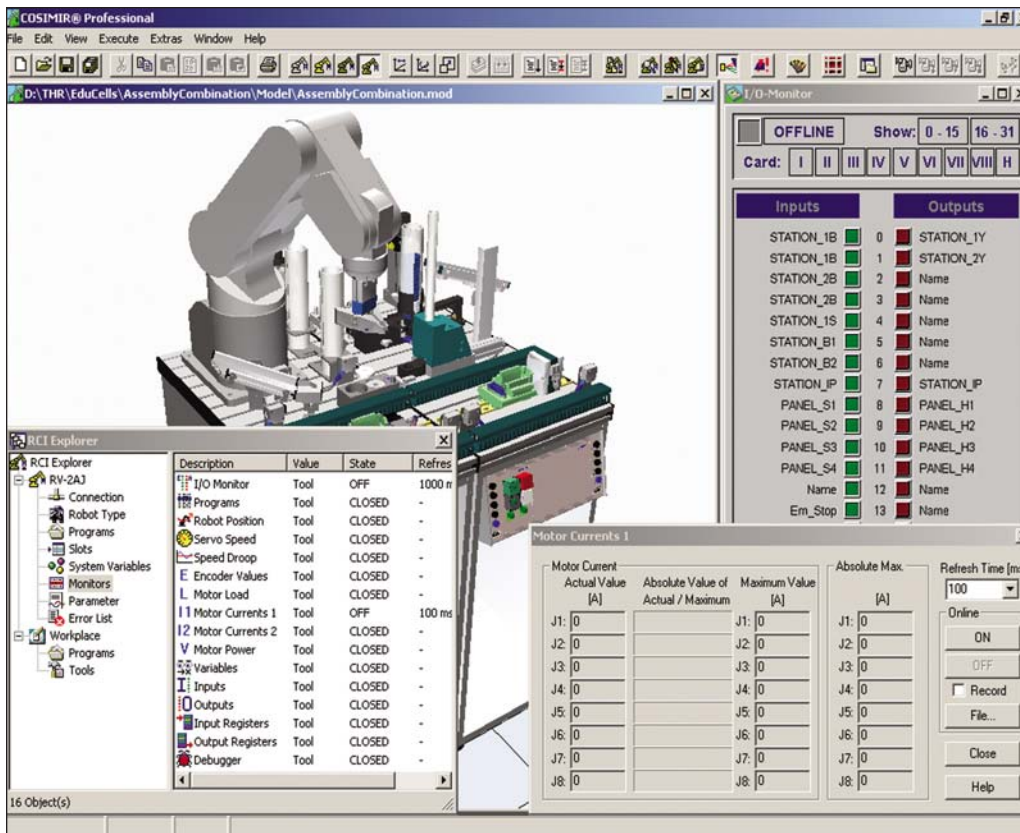 COSIMIR® Professional
File Edit View Execute Extras Window Help
D:\THR\EduCells\AssemblyCombination\Model\AssemblyCombination.mod
I/O-Monitor
OFFLINE Show: 0 - 15 16 - 31
Card: I II III IV V VI VII VIII H
Inputs Outputs
STATION_1B 0 STATION_1Y
STATION_1B 1 STATION_2Y
STATION_2B 2 Name
STATION_2B 3 Name
STATION_1S 4 Name
STATION_B1 5 Name
STATION_B2 6 Name
STATION_IP 7 STATION_IP
PANEL_S1 8 PANEL_H1
PANEL_S2 9 PANEL_H2
PANEL_S3 10 PANEL_H3
PANEL_S4 11 PANEL_H4
Name 12 Name
Em_Stop 13 Name
RCI Explorer
RCI Explorer
RV-2AJ
Connection
Robot Type
Programs
Slots
System Variables
Monitors
Parameter
Error List
Workplace
Programs
Tools
Description Value State Refres
I/O Monitor Tool OFF 1000 m
Programs Tool CLOSED -
Robot Position Tool CLOSED -
Servo Speed Tool CLOSED -
Speed Droop Tool CLOSED -
E Encoder Values Tool CLOSED -
L Motor Load Tool CLOSED -
I1 Motor Currents 1 Tool OFF 100 ms
I2 Motor Currents 2 Tool CLOSED -
V Motor Power Tool CLOSED -
Variables Tool CLOSED -
Inputs Tool CLOSED -
Outputs Tool CLOSED -
Input Registers Tool CLOSED -
Output Registers Tool CLOSED -
Debugger Tool CLOSED -
16 Object(s)
Motor Currents 1
Motor Current
Actual Value Absolute Value of Maximum Value
[A] Actual / Maximum [A]
J1: 0 J1: 0
J2: 0 J2: 0
J3: 0 J3: 0
J4: 0 J4: 0
J5: 0 J5: 0
J6: 0 J6: 0
J7: 0 J7: 0
J8: 0 J8: 0
Absolute Max.
[A]
J1: 0
J2: 0
J3: 0
J4: 0
J5: 0
J6: 0
J7: 0
J8: 0
Refresh Time [ms
100
Online
ON
OFF
Record
File...
Close
Help